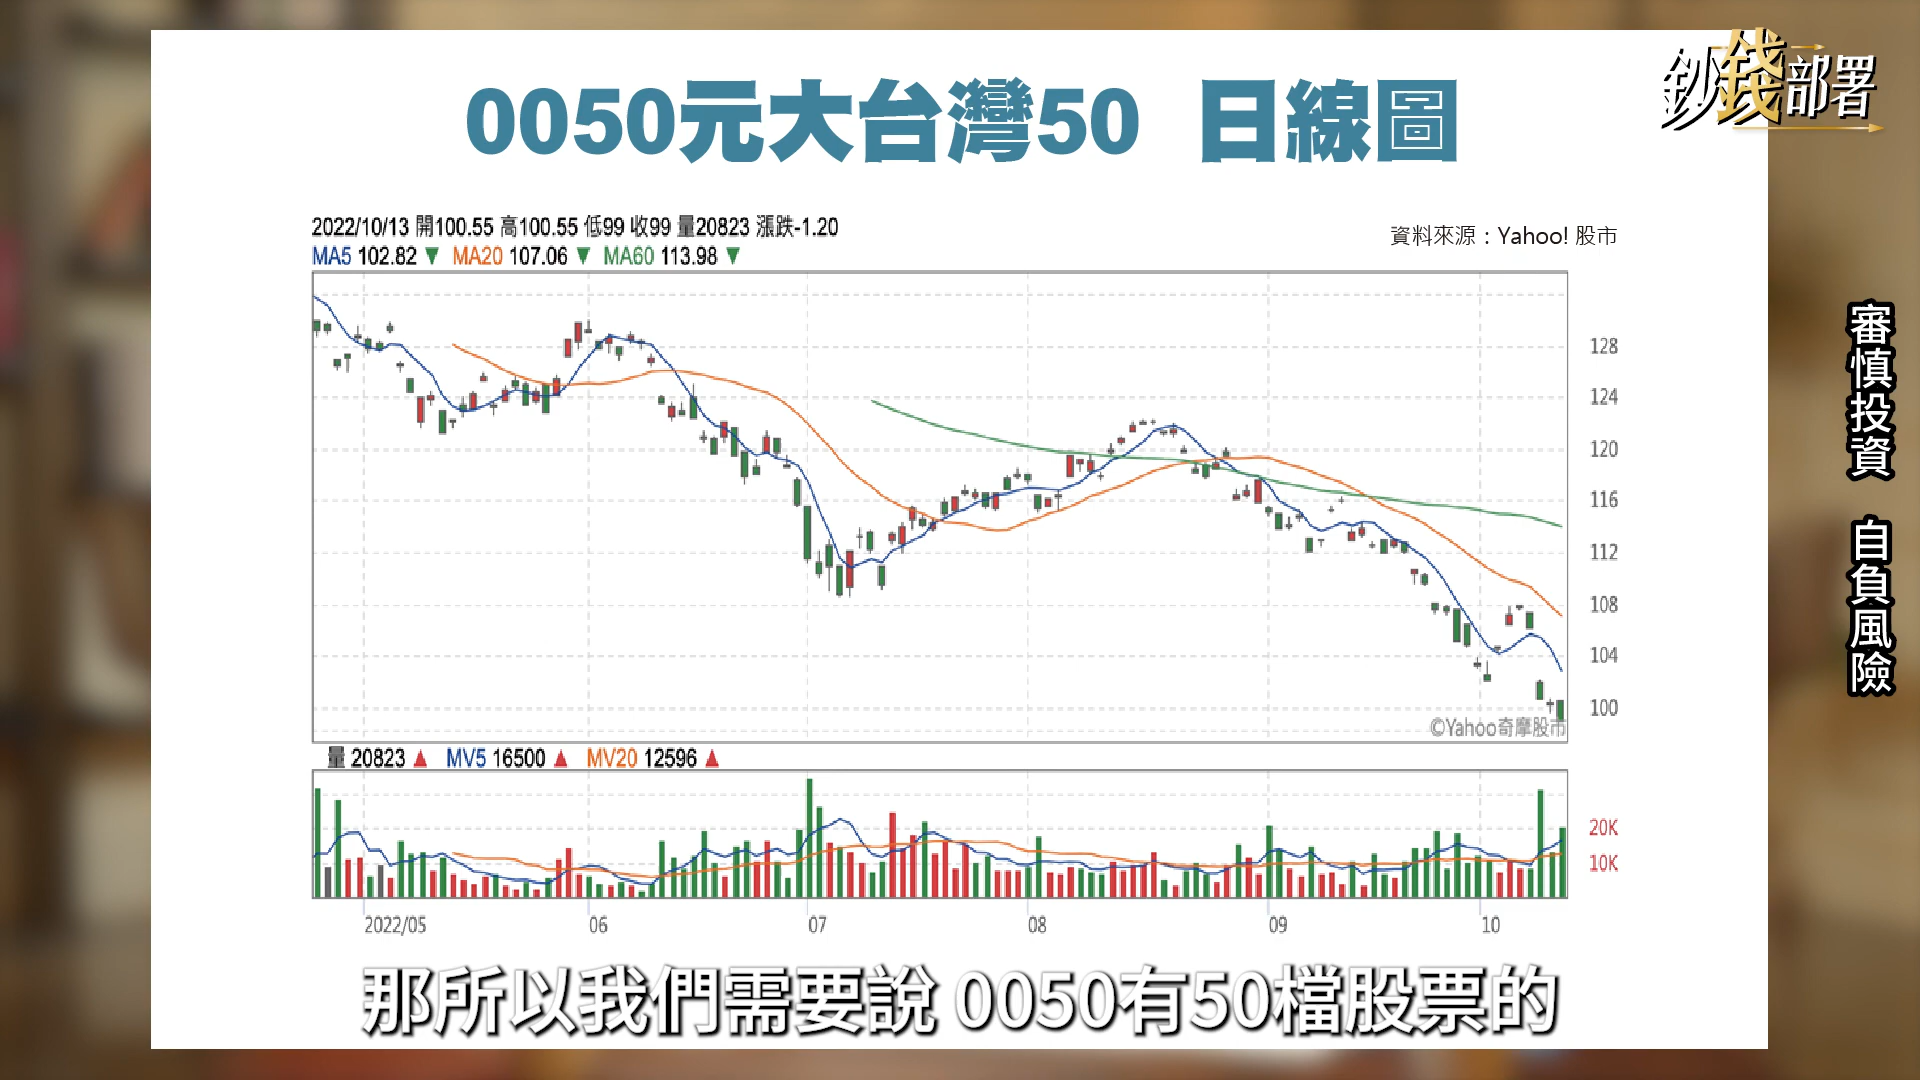 鈔錢部署
0050元大台灣50 日線圖
2022/10/13 開100.55 高100.55 低99 收99 量20823 漲跌-1.20
資料來源：Yahoo! 股市
MA5 102.82 ▼ MA20 107.06 ▼ MA60 113.98 ▼
128
124
120
116
112
108
104
100
©Yahoo奇摩股市
量 20823 ▲ MV5 16500 ▲ MV20 12596 ▲
20K
10K
2022/05 06 07 08 09 10
審慎投資 自負風險
那所以我們需要說 0050有50檔股票的